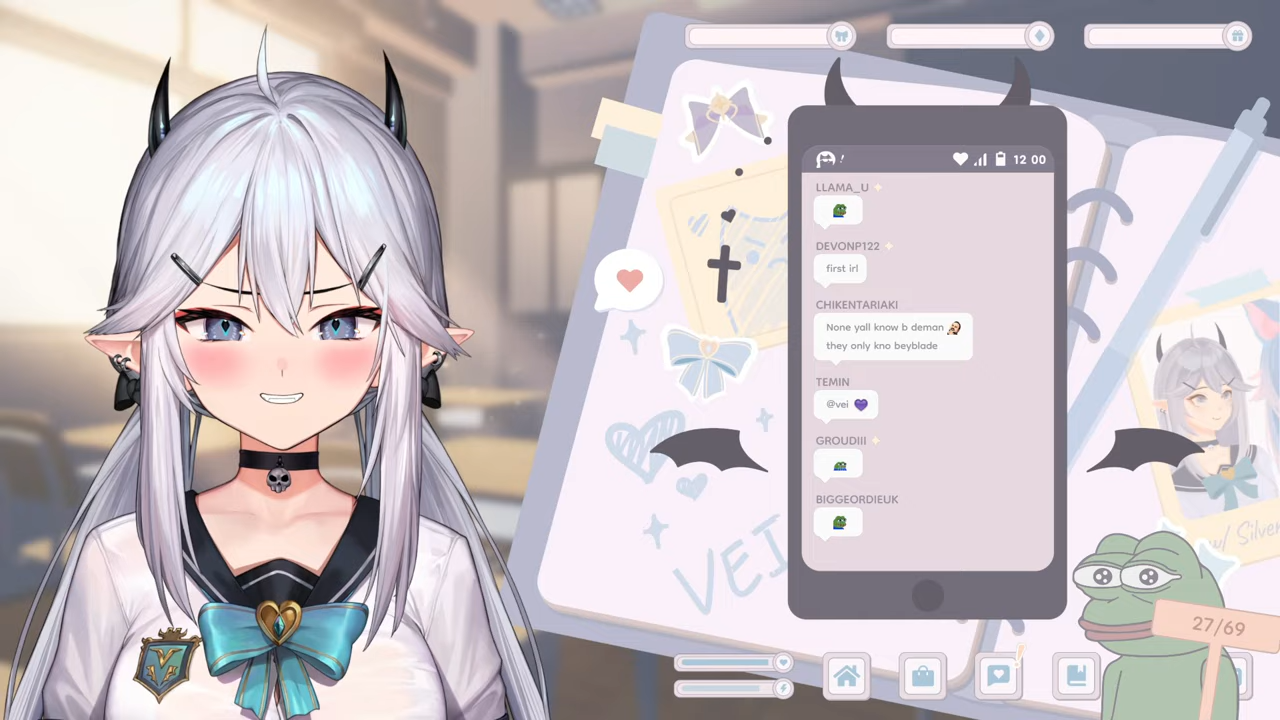 12 00
LLAMA_U
DEVONP122
first irl
CHIKENTARIAKI
None yall know b deman
they only kno beyblade
TEMIN
@vei
GROUDIII
BIGGEORDIEUK
VEI
w/ Silver
27/69